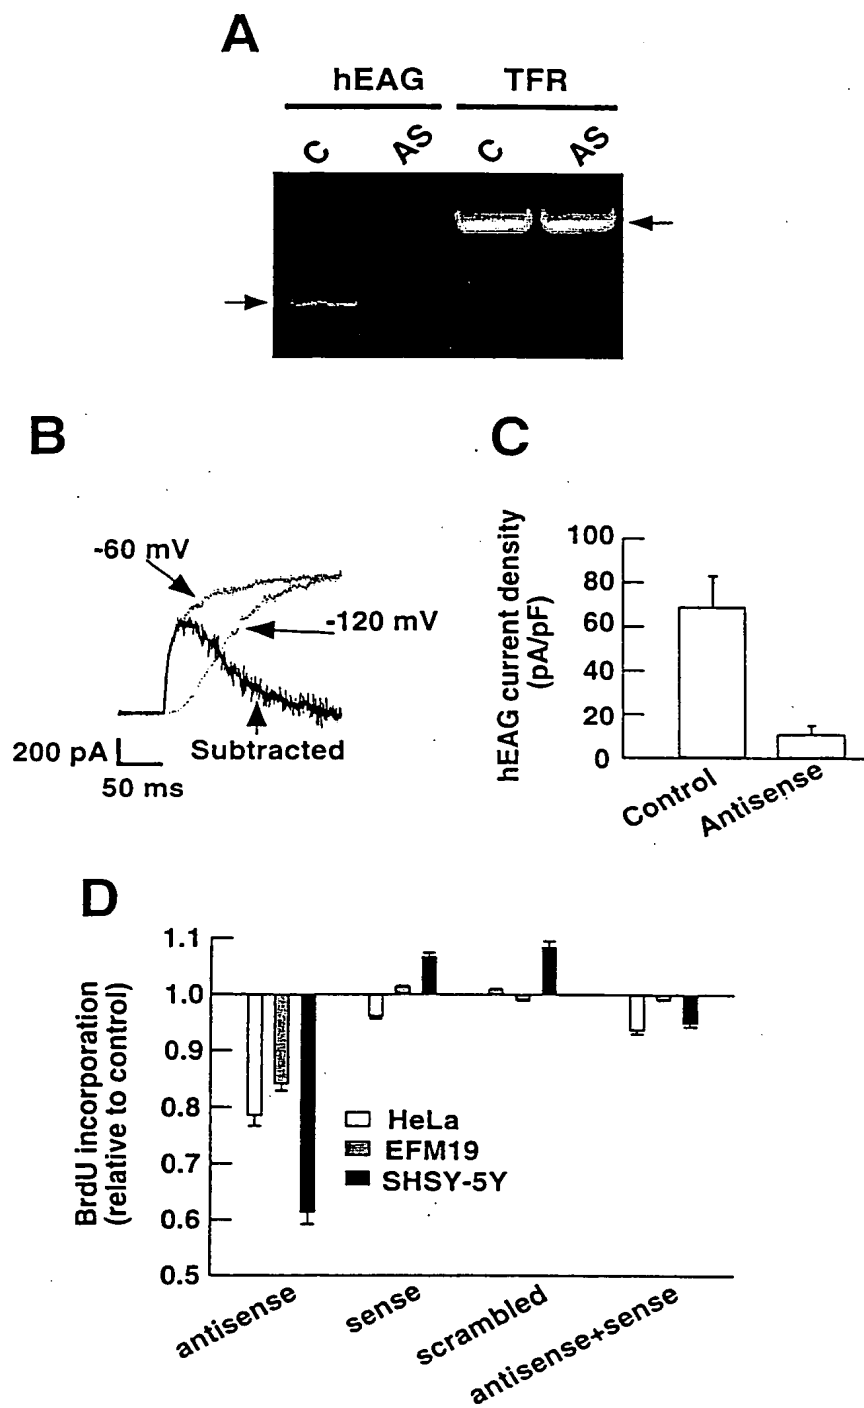 A
hEAG TFR
C AS C AS
B
-60 mV
-120 mV
200 pA
Subtracted
50 ms
C
hEAG current density
(pA/pF)
100
80
60
40
20
0
Control
Antisense
D
BrdU incorporation
(relative to control)
1.1
1.0
0.9
0.8
0.7
0.6
0.5
HeLa
EFM19
SHSY-5Y
antisense
sense
scrambled
antisense+sense